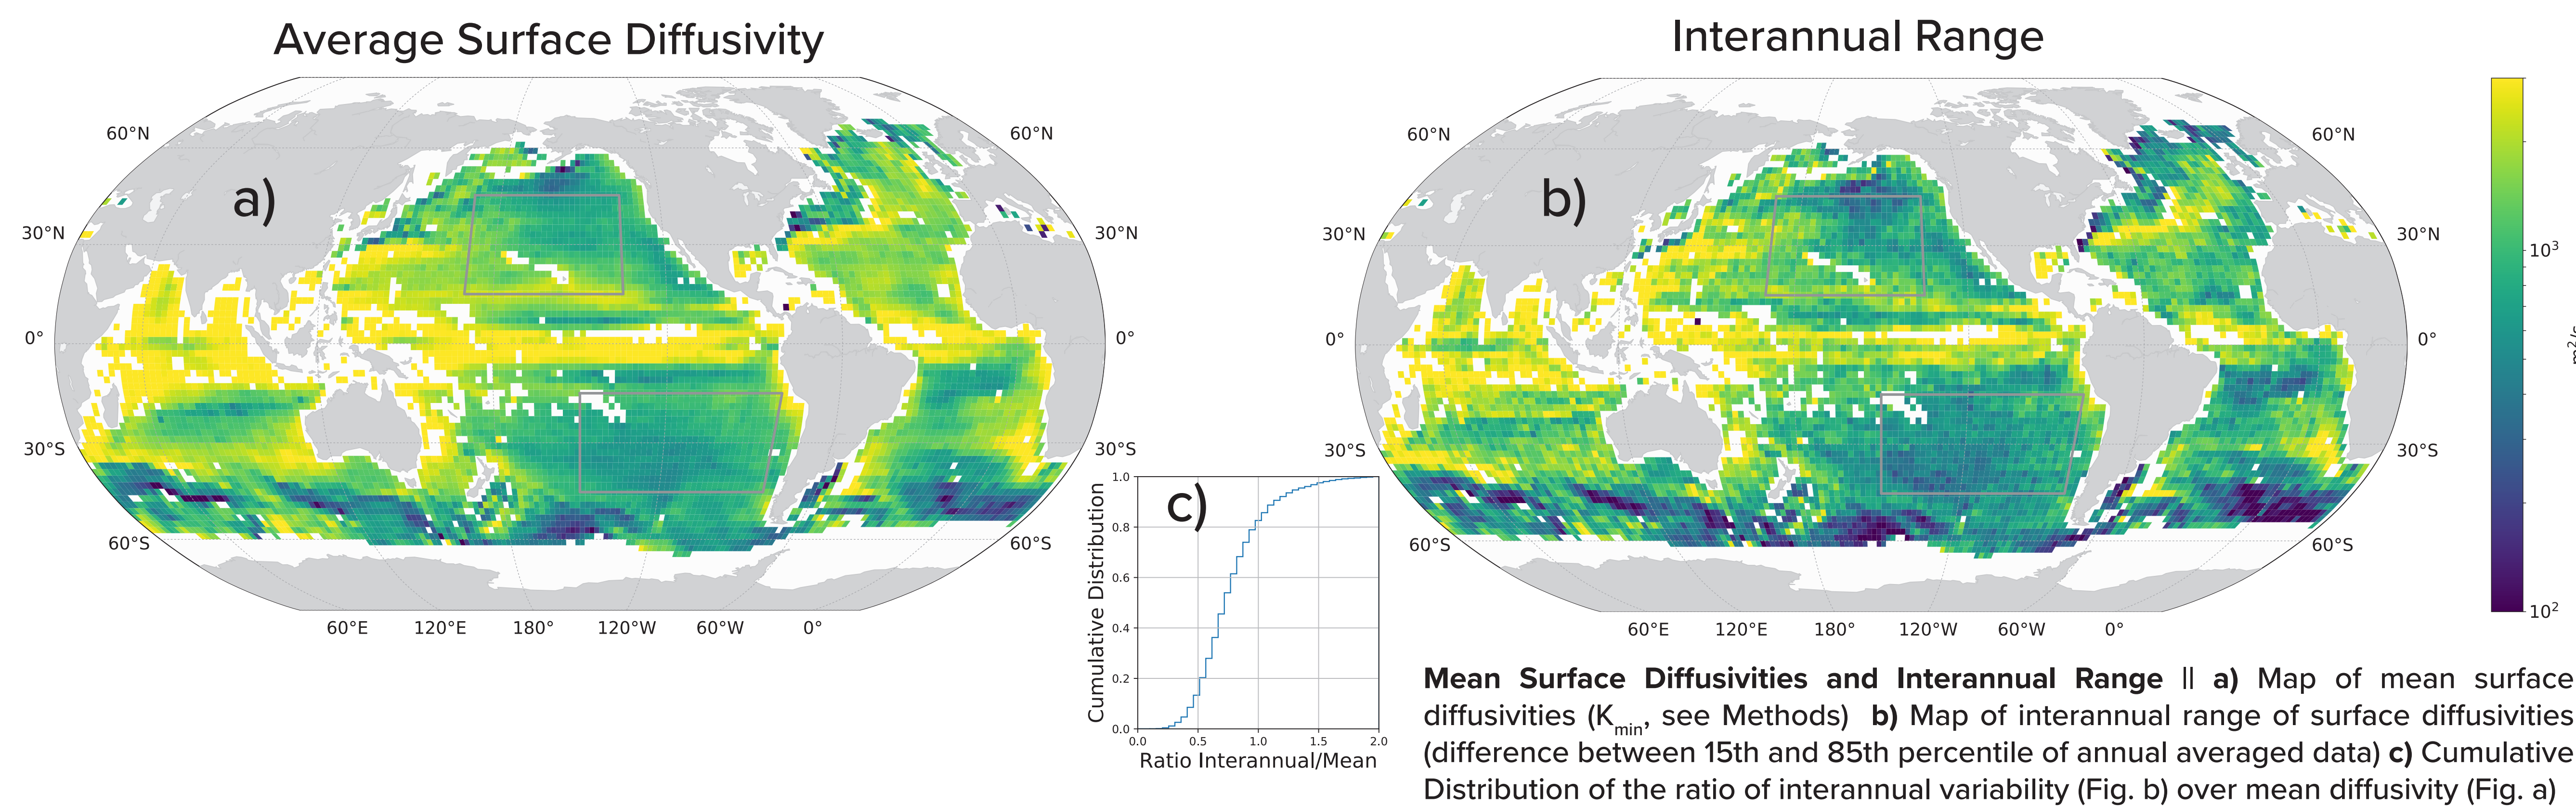 Average Surface Diffusivity
Interannual Range
a)
60°N
60°N
30°N
30°N
0°
0°
30°S
30°S
60°S
60°S
60°E 120°E 180° 120°W 60°W 0°
b)
60°N
60°N
30°N
30°N
0°
0°
30°S
30°S
60°S
60°S
60°E 120°E 180° 120°W 60°W 0°
10³
10²
m²/s
c)
Cumulative Distribution
1.0
0.8
0.6
0.4
0.2
0.0
0.0 0.5 1.0 1.5 2.0
Ratio Interannual/Mean
Mean Surface Diffusivities and Interannual Range || a) Map of mean surface
diffusivities (Kmin, see Methods) b) Map of interannual range of surface diffusivities
(difference between 15th and 85th percentile of annual averaged data) c) Cumulative
Distribution of the ratio of interannual variability (Fig. b) over mean diffusivity (Fig. a)